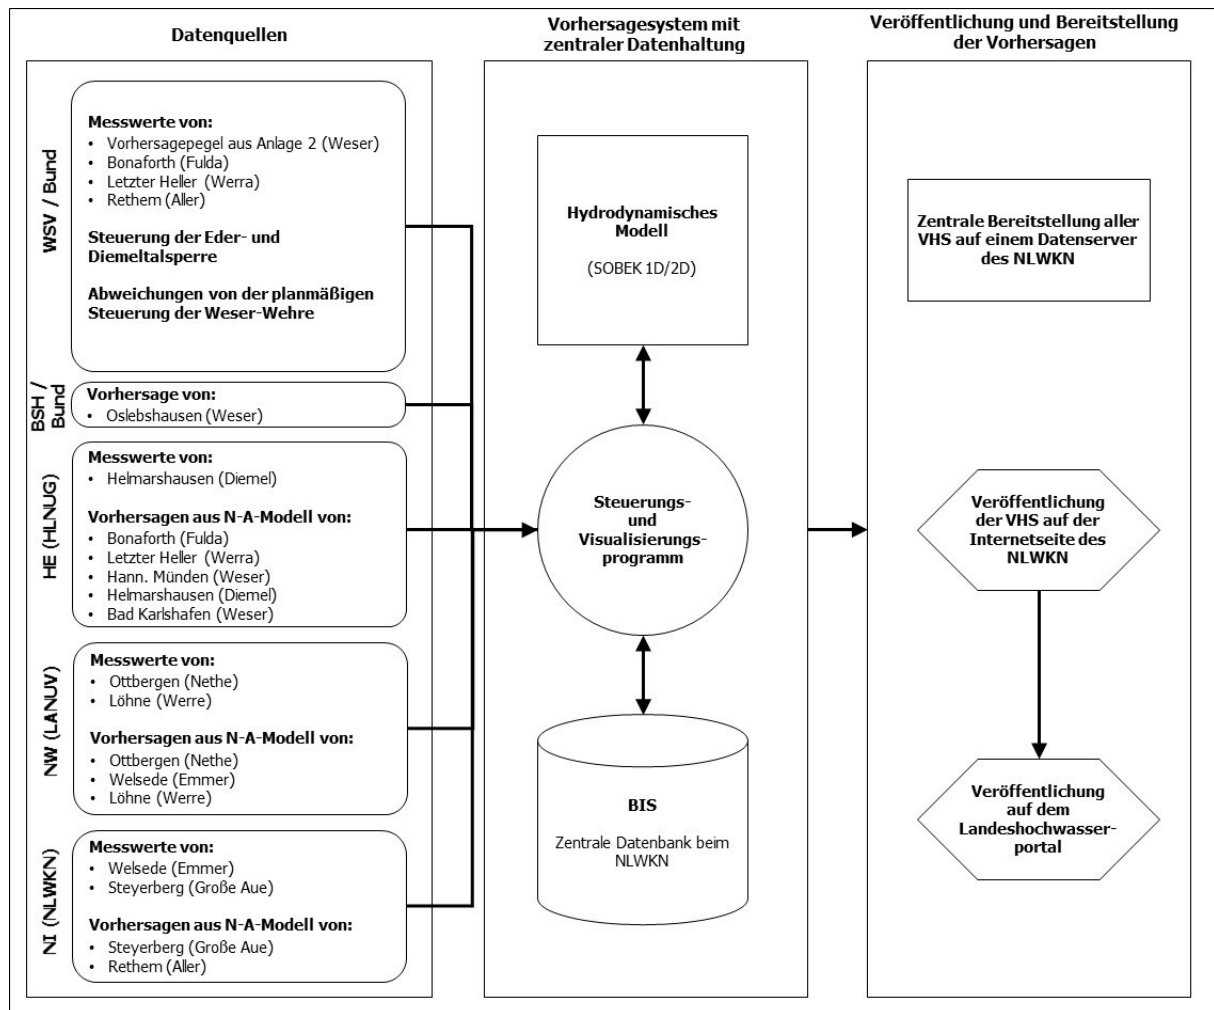 Datenquellen
WSV / Bund
Messwerte von:
• Vorhersagepegel aus Anlage 2 (Weser)
• Bonaforth (Fulda)
• Letzter Heller (Werra)
• Rethem (Aller)
Steuerung der Eder- und
Diemeltalsperre
Abweichungen von der planmäßigen
Steuerung der Weser-Wehre
BSH /
Bund
Vorhersage von:
• Oslebshausen (Weser)
HE (HLNUG)
Messwerte von:
• Helmarshausen (Diemel)
Vorhersagen aus N-A-Modell von:
• Bonaforth (Fulda)
• Letzter Heller (Werra)
• Hann. Münden (Weser)
• Helmarshausen (Diemel)
• Bad Karlshafen (Weser)
NW (LANUV)
Messwerte von:
• Ottbergen (Nethe)
• Löhne (Werre)
Vorhersagen aus N-A-Modell von:
• Ottbergen (Nethe)
• Welsede (Emmer)
• Löhne (Werre)
NI (NLWKN)
Messwerte von:
• Welsede (Emmer)
• Steyerberg (Große Aue)
Vorhersagen aus N-A-Modell von:
• Steyerberg (Große Aue)
• Rethem (Aller)
Vorhersagesystem mit
zentraler Datenhaltung
Hydrodynamisches
Modell
(SOBEK 1D/2D)
Steuerungs-
und
Visualisierungs-
programm
BIS
Zentrale Datenbank beim
NLWKN
Veröffentlichung und Bereitstellung
der Vorhersagen
Zentrale Bereitstellung aller
VHS auf einem Datenserver
des NLWKN
Veröffentlichung
der VHS auf der
Internetseite des
NLWKN
Veröffentlichung
auf dem
Landeshochwasser-
portal